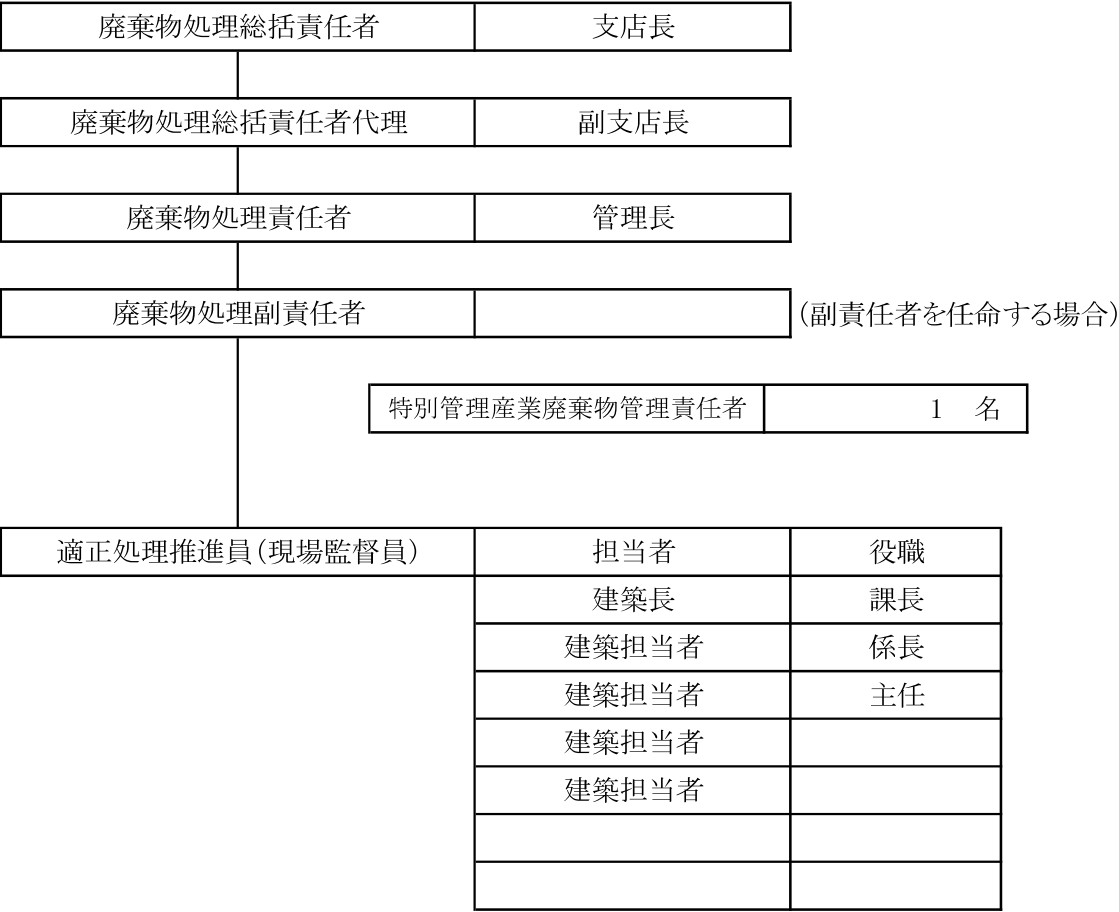 廃棄物処理総括責任者 支店長
廃棄物処理総括責任者代理 副支店長
廃棄物処理責任者 管理長
廃棄物処理副責任者 (副責任者を任命する場合)
特別管理産業廃棄物管理責任者 1 名
適正処理推進員(現場監督員) 担当者 役職
建築長 課長
建築担当者 係長
建築担当者 主任
建築担当者
建築担当者